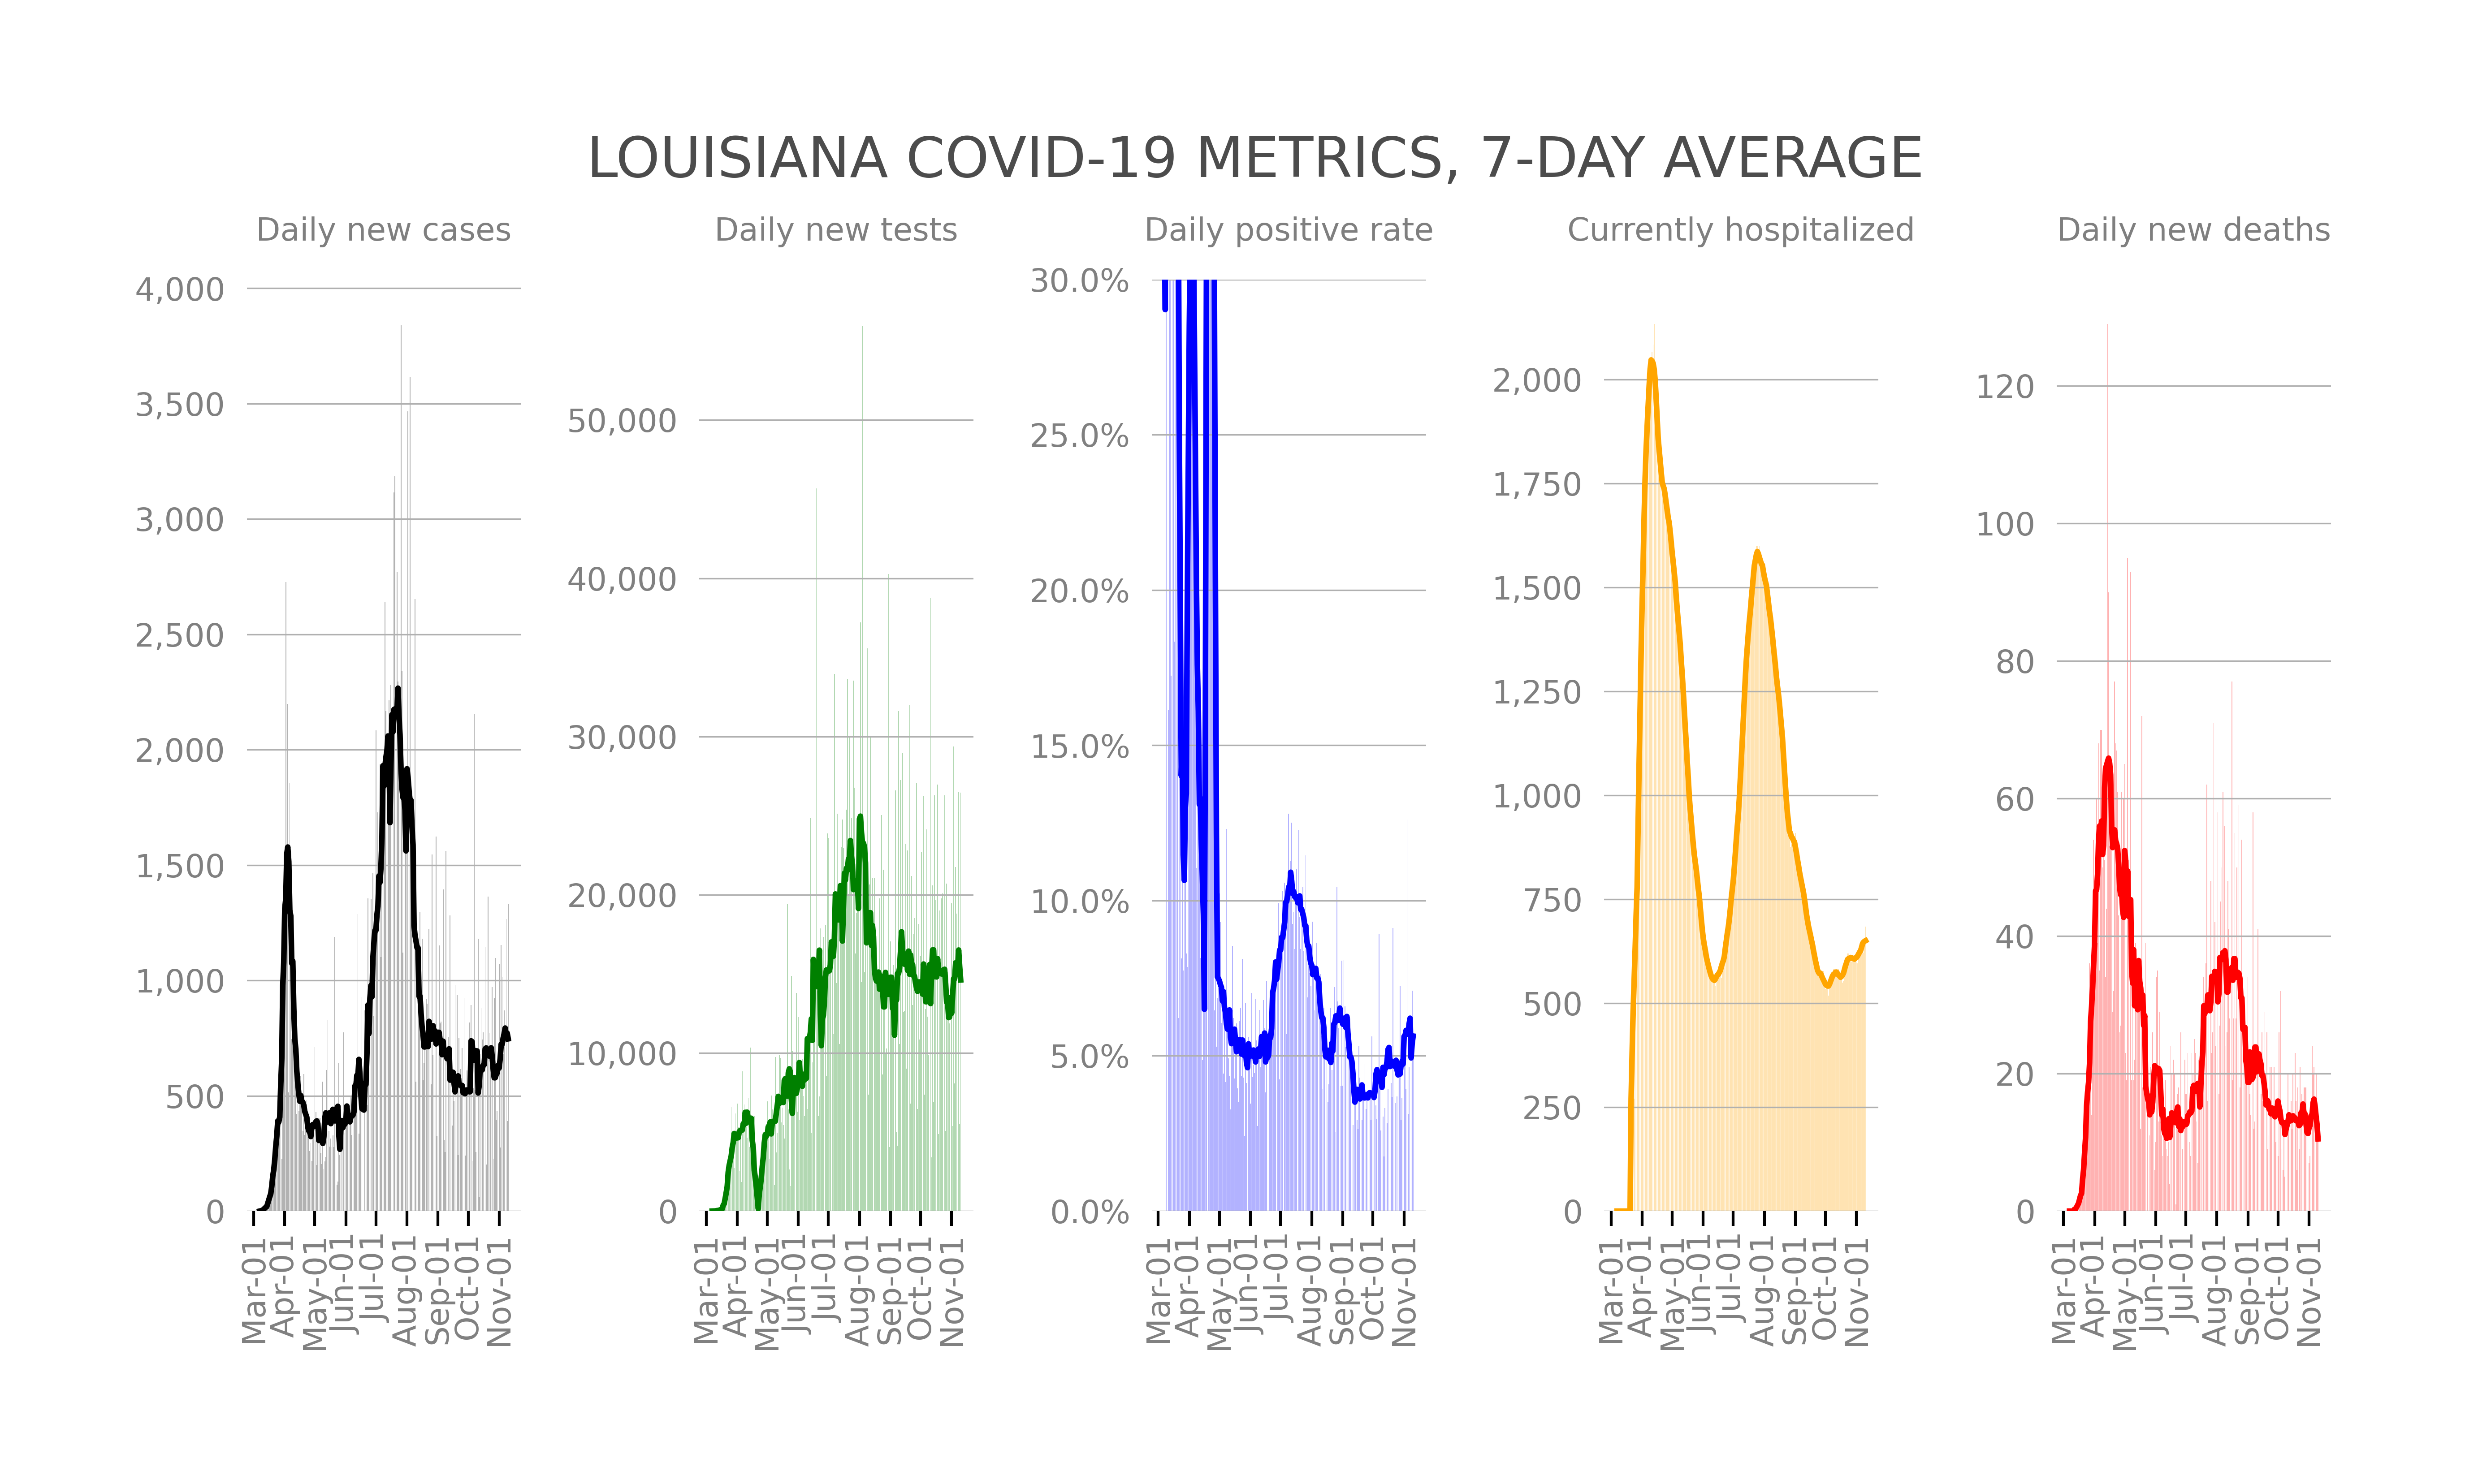 LOUISIANA COVID-19 METRICS, 7-DAY AVERAGE
Daily new cases
4,000
3,500
3,000
2,500
2,000
1,500
1,000
500
0
Mar-01
Apr-01
May-01
Jun-01
Jul-01
Aug-01
Sep-01
Oct-01
Nov-01
Daily new tests
50,000
40,000
30,000
20,000
10,000
0
Mar-01
Apr-01
May-01
Jun-01
Jul-01
Aug-01
Sep-01
Oct-01
Nov-01
Daily positive rate
30.0%
25.0%
20.0%
15.0%
10.0%
5.0%
0.0%
Mar-01
Apr-01
May-01
Jun-01
Jul-01
Aug-01
Sep-01
Oct-01
Nov-01
Currently hospitalized
2,000
1,750
1,500
1,250
1,000
750
500
250
0
Mar-01
Apr-01
May-01
Jun-01
Jul-01
Aug-01
Sep-01
Oct-01
Nov-01
Daily new deaths
120
100
80
60
40
20
0
Mar-01
Apr-01
May-01
Jun-01
Jul-01
Aug-01
Sep-01
Oct-01
Nov-01